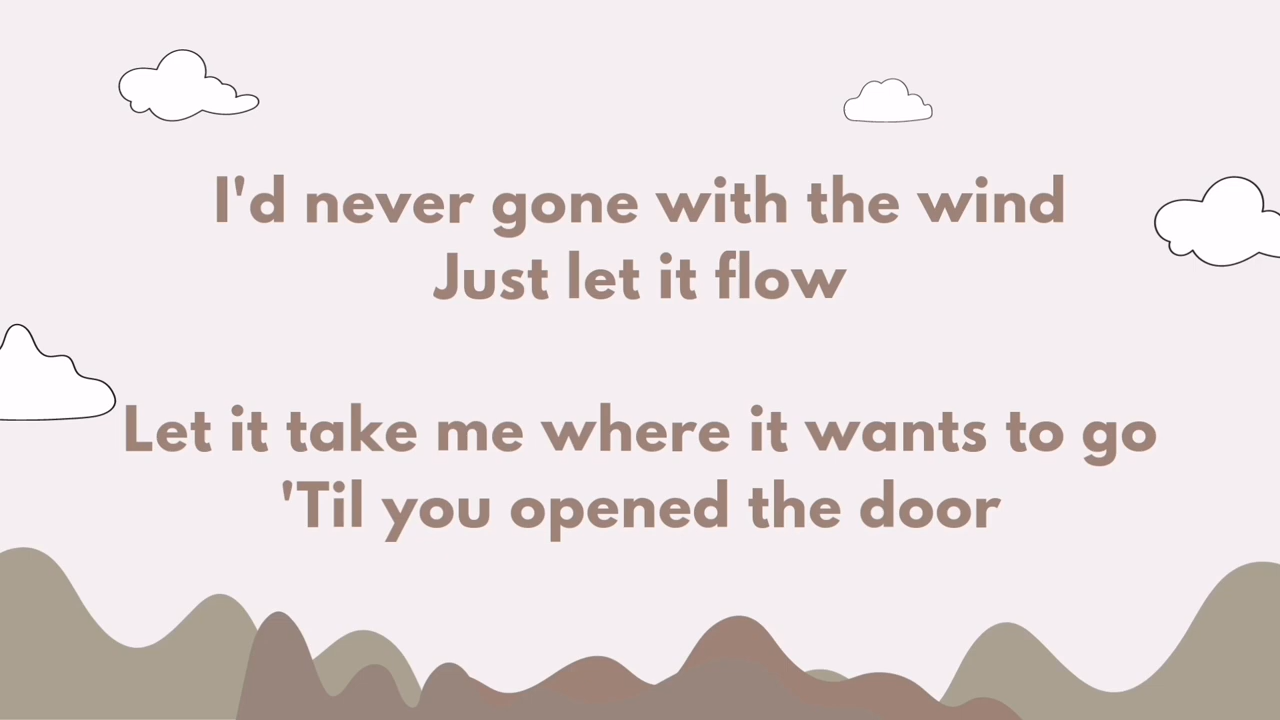 I'd never gone with the wind
Just let it flow
Let it take me where it wants to go
'Til you opened the door